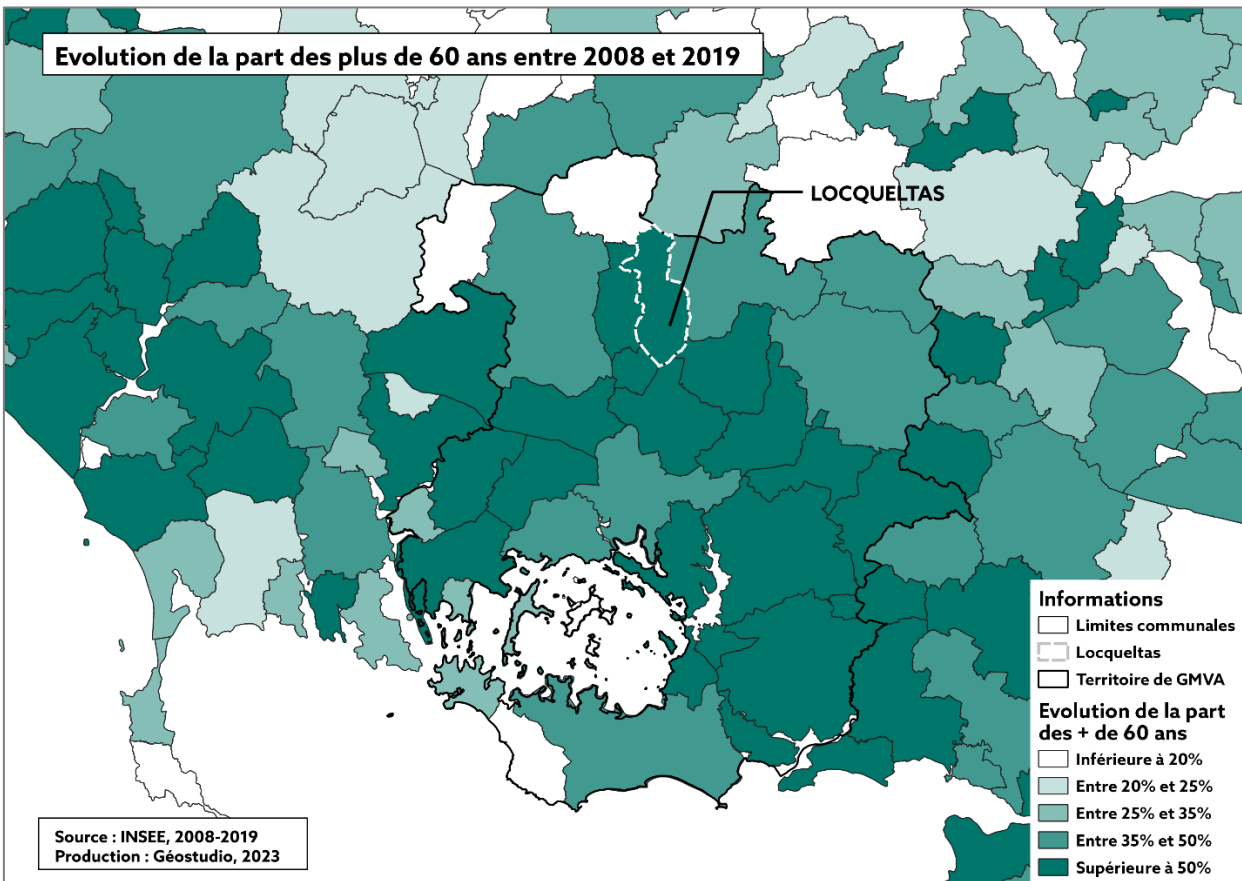 Evolution de la part des plus de 60 ans entre 2008 et 2019
LOCQUELTAS
Informations
Limites communales
Locqueltas
Territoire de GMVA
Evolution de la part
des + de 60 ans
Inférieure à 20%
Entre 20% et 25%
Entre 25% et 35%
Entre 35% et 50%
Supérieure à 50%
Source : INSEE, 2008-2019
Production : Géostudio, 2023